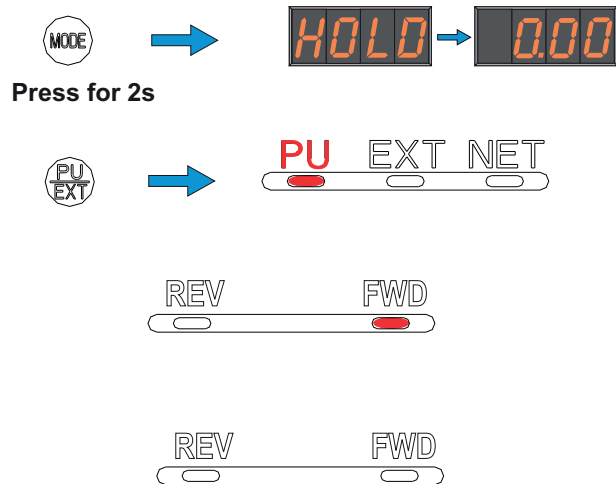 MODE HOLD 0.00
Press for 2s
PU EXT NET
PU
EXT
REV FWD
REV FWD